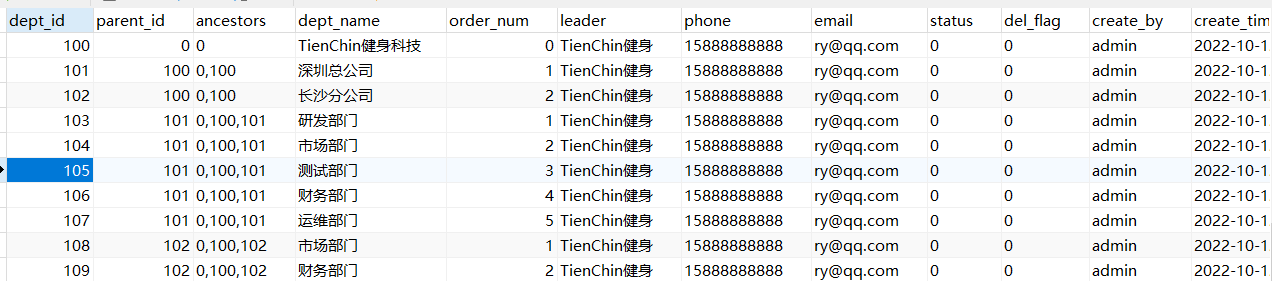 dept_id parent_id ancestors dept_name order_num leader phone email status del_flag create_by create_tim
100 0 0 TienChin健身科技 0 TienChin健身 15888888888 ry@qq.com 0 0 admin 2022-10-1
101 100 0,100 深圳总公司 1 TienChin健身 15888888888 ry@qq.com 0 0 admin 2022-10-1
102 100 0,100 长沙分公司 2 TienChin健身 15888888888 ry@qq.com 0 0 admin 2022-10-1
103 101 0,100,101 研发部门 1 TienChin健身 15888888888 ry@qq.com 0 0 admin 2022-10-1
104 101 0,100,101 市场部门 2 TienChin健身 15888888888 ry@qq.com 0 0 admin 2022-10-1
105 101 0,100,101 测试部门 3 TienChin健身 15888888888 ry@qq.com 0 0 admin 2022-10-1
106 101 0,100,101 财务部门 4 TienChin健身 15888888888 ry@qq.com 0 0 admin 2022-10-1
107 101 0,100,101 运维部门 5 TienChin健身 15888888888 ry@qq.com 0 0 admin 2022-10-1
108 102 0,100,102 市场部门 1 TienChin健身 15888888888 ry@qq.com 0 0 admin 2022-10-1
109 102 0,100,102 财务部门 2 TienChin健身 15888888888 ry@qq.com 0 0 admin 2022-10-1